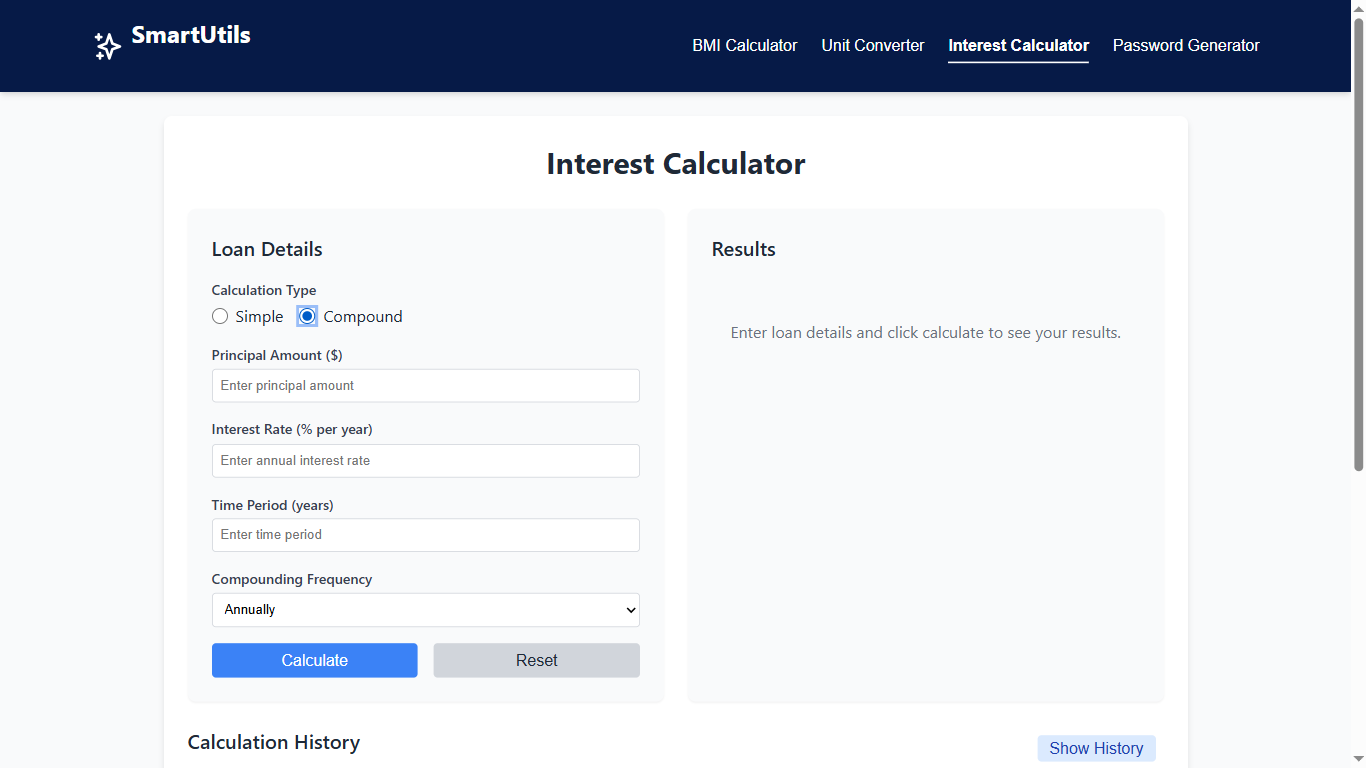 SmartUtils
BMI Calculator
Unit Converter
Interest Calculator
Password Generator
Interest Calculator
Loan Details
Calculation Type
Simple
Compound
Principal Amount ($)
Enter principal amount
Interest Rate (% per year)
Enter annual interest rate
Time Period (years)
Enter time period
Compounding Frequency
Annually
Calculate
Reset
Results
Enter loan details and click calculate to see your results.
Calculation History
Show History